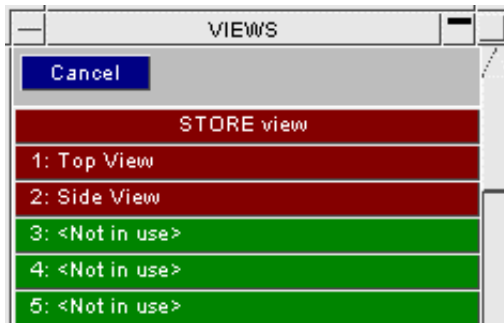 VIEWS
Cancel
STORE view
1: Top View
2: Side View
3: <Not in use>
4: <Not in use>
5: <Not in use>